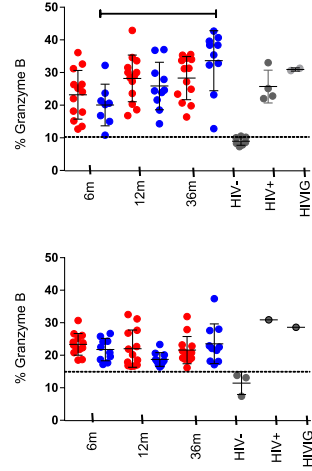 % Granzyme B
50
40
30
20
10
0
6m
12m
36m
HIV-
HIV+
HIVIG
% Granzyme B
50
40
30
20
10
0
6m
12m
36m
HIV-
HIV+
HIVIG